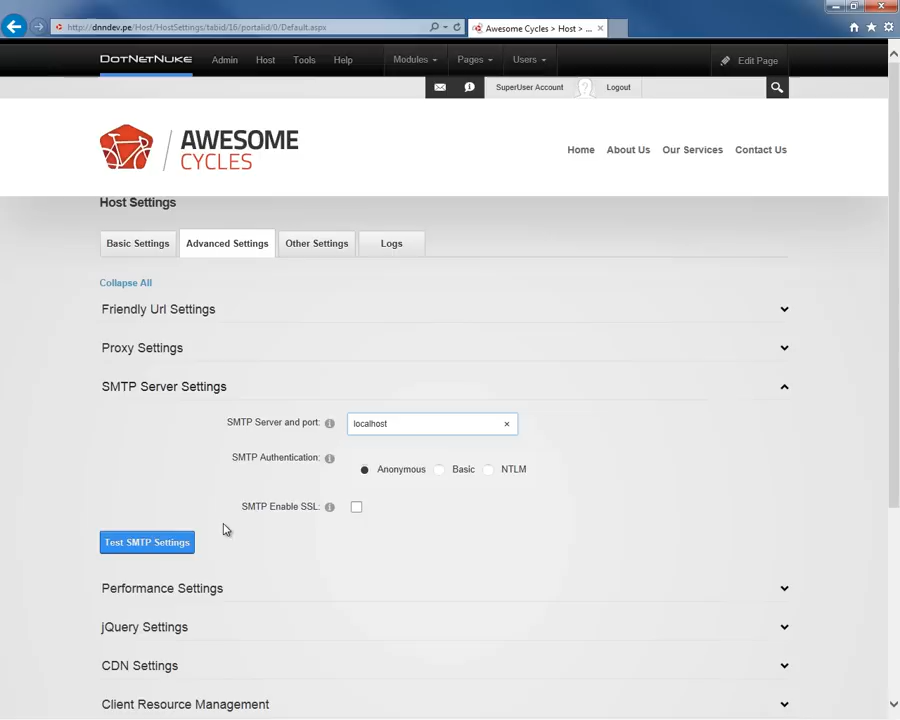 http://dnndev.pe/Host/HostSettings/tabid/16/portalid/0/Default.aspx
Awesome Cycles > Host > ...
DOTNETNUKE Admin Host Tools Help Modules Pages Users Edit Page
SuperUser Account Logout
AWESOME
CYCLES
Home About Us Our Services Contact Us
Host Settings
Basic Settings Advanced Settings Other Settings Logs
Collapse All
Friendly Url Settings
Proxy Settings
SMTP Server Settings
SMTP Server and port: localhost
SMTP Authentication:
Anonymous Basic NTLM
SMTP Enable SSL:
Test SMTP Settings
Performance Settings
jQuery Settings
CDN Settings
Client Resource Management